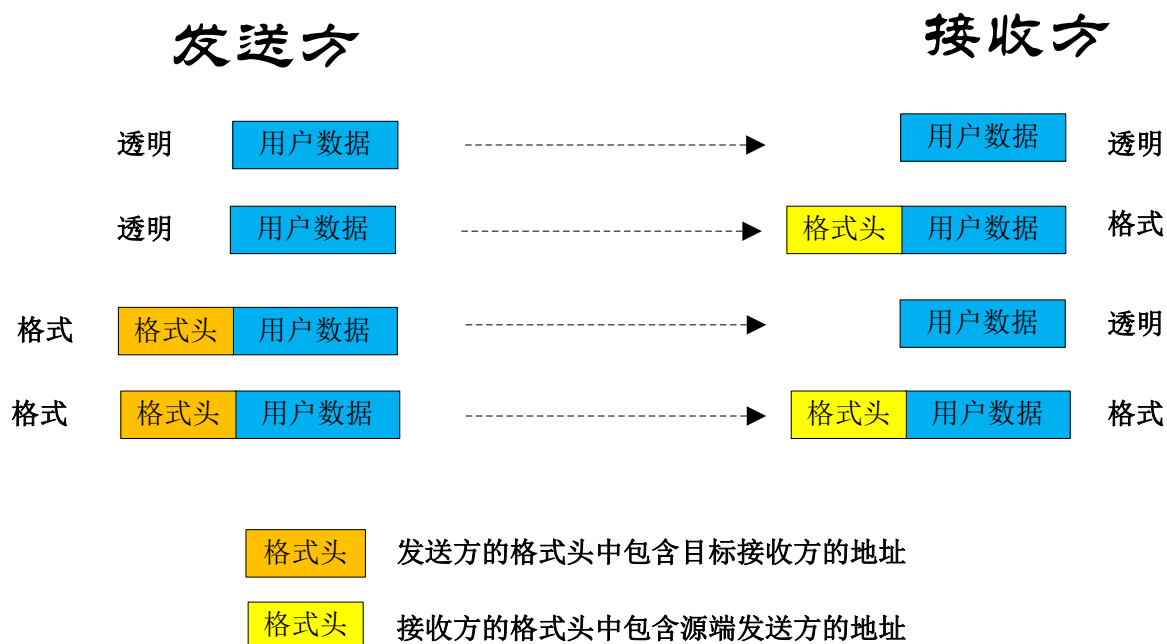 发送方 接收方
透明 用户数据 用户数据 透明
透明 用户数据 格式头 用户数据 格式
格式 格式头 用户数据 用户数据 透明
格式 格式头 用户数据 格式头 用户数据 格式
格式头 发送方的格式头中包含目标接收方的地址
格式头 接收方的格式头中包含源端发送方的地址